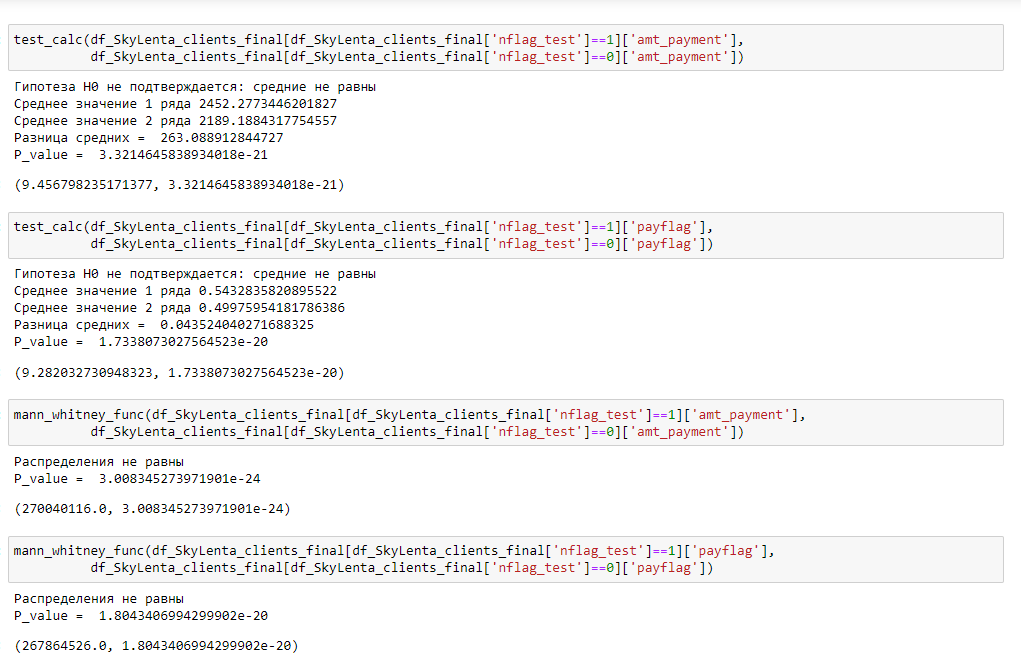 test_calc(df_SkyLenta_clients_final[df_SkyLenta_clients_final['nflag_test']==1]['amt_payment'],
df_SkyLenta_clients_final[df_SkyLenta_clients_final['nflag_test']==0]['amt_payment'])
Гипотеза H0 не подтверждается: средние не равны
Среднее значение 1 ряда 2452.2773446201827
Среднее значение 2 ряда 2189.1884317754557
Разница средних =  263.088912844727
P_value =  3.3214645838934018e-21
(9.456798235171377, 3.3214645838934018e-21)
test_calc(df_SkyLenta_clients_final[df_SkyLenta_clients_final['nflag_test']==1]['payflag'],
df_SkyLenta_clients_final[df_SkyLenta_clients_final['nflag_test']==0]['payflag'])
Гипотеза H0 не подтверждается: средние не равны
Среднее значение 1 ряда 0.5432835820895522
Среднее значение 2 ряда 0.49975954181786386
Разница средних =  0.043524040271688325
P_value =  1.7338073027564523e-20
(9.282032730948323, 1.7338073027564523e-20)
mann_whitney_func(df_SkyLenta_clients_final[df_SkyLenta_clients_final['nflag_test']==1]['amt_payment'],
df_SkyLenta_clients_final[df_SkyLenta_clients_final['nflag_test']==0]['amt_payment'])
Распределения не равны
P_value =  3.008345273971901e-24
(270040116.0, 3.008345273971901e-24)
mann_whitney_func(df_SkyLenta_clients_final[df_SkyLenta_clients_final['nflag_test']==1]['payflag'],
df_SkyLenta_clients_final[df_SkyLenta_clients_final['nflag_test']==0]['payflag'])
Распределения не равны
P_value =  1.8043406994299902e-20
(267864526.0, 1.8043406994299902e-20)